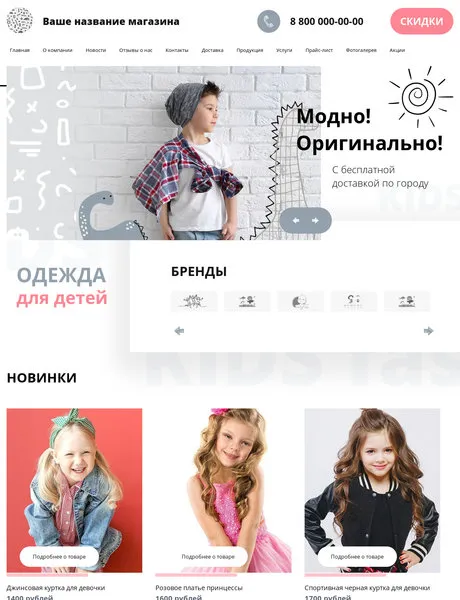 Ваше название магазина
8 800 000-00-00
СКИДКИ
Главная О компании Новости Отзывы о нас Контакты Доставка Продукция Услуги Прайс-лист Фотогалерея Акции
Модно!
Оригинально!
С бесплатной
доставкой по городу
KIDS
ОДЕЖДА
для детей
БРЕНДЫ
KIDS fas
НОВИНКИ
Подробнее о товаре Подробнее о товаре Подробнее о товаре
Джинсовая куртка для девочки Розовое платье принцессы Спортивная черная куртка для девочки
1400 рублей 1600 рублей 1700 рублей